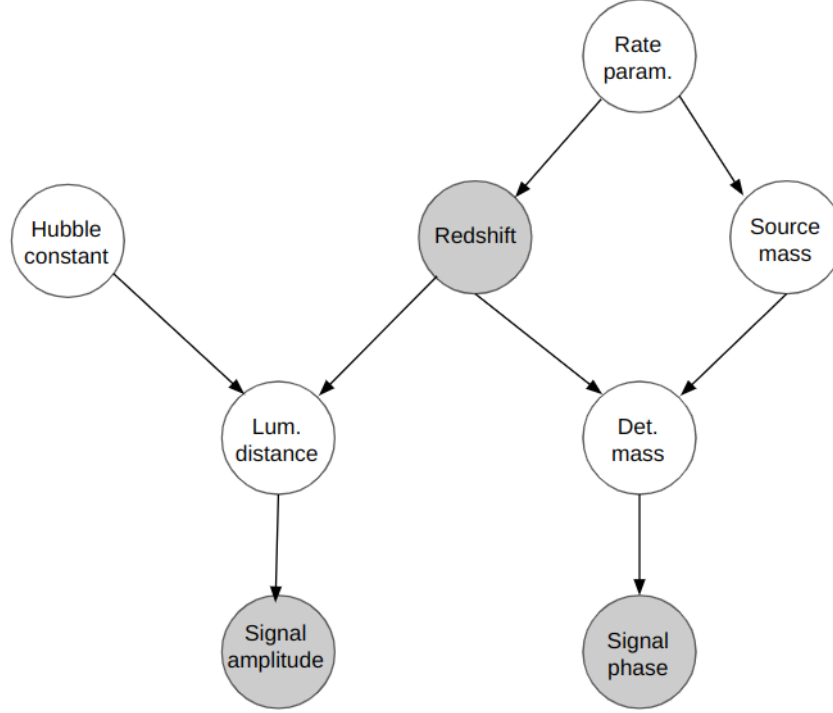 Rate
param.
Hubble
constant
Redshift
Source
mass
Lum.
distance
Det.
mass
Signal
amplitude
Signal
phase